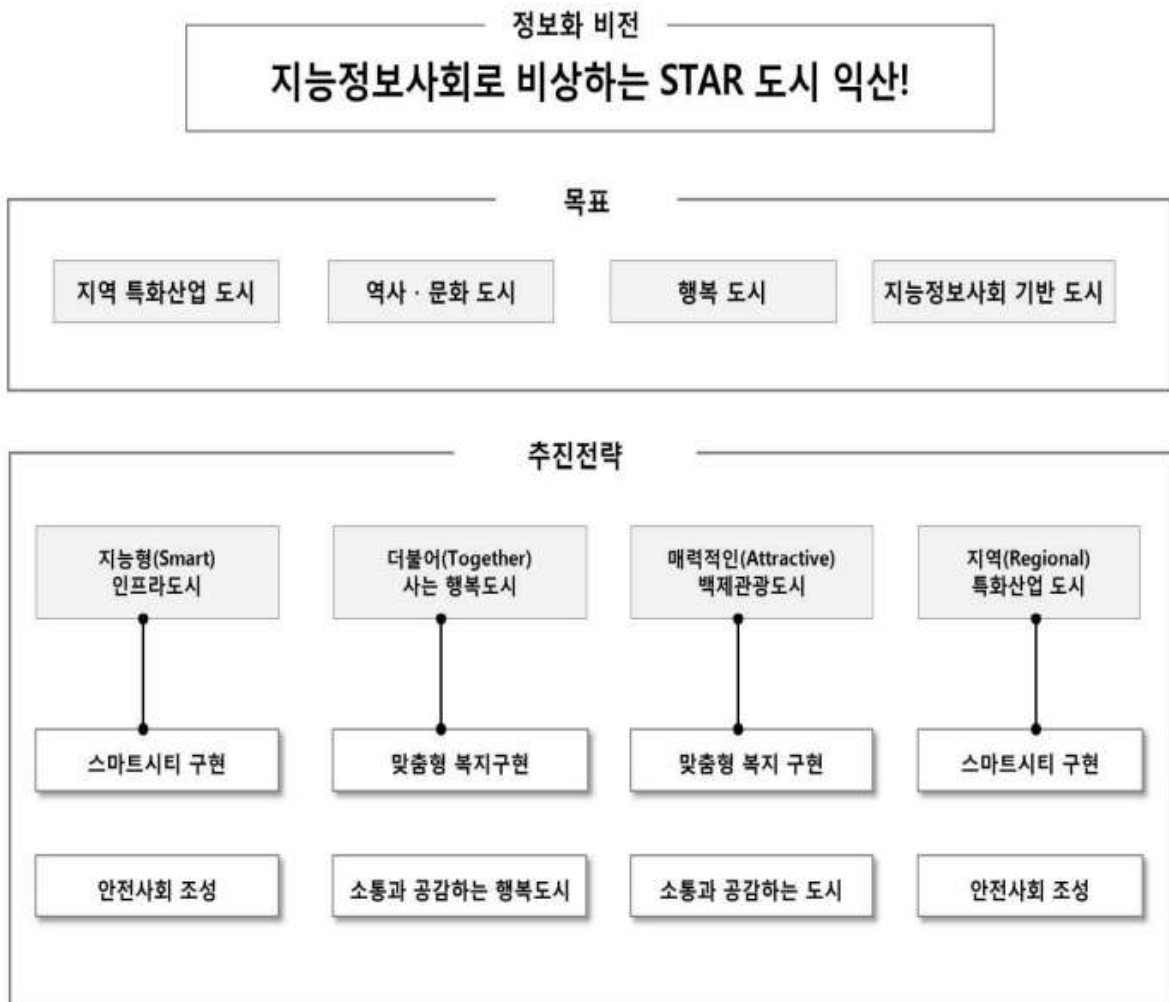 정보화 비전
지능정보사회로 비상하는 STAR 도시 익산!
목표
지역 특화산업 도시
역사 · 문화 도시
행복 도시
지능정보사회 기반 도시
추진전략
지능형(Smart)
인프라도시
더불어(Together)
사는 행복도시
매력적인(Attractive)
백제관광도시
지역(Regional)
특화산업 도시
스마트시티 구현
맞춤형 복지구현
맞춤형 복지 구현
스마트시티 구현
안전사회 조성
소통과 공감하는 행복도시
소통과 공감하는 도시
안전사회 조성